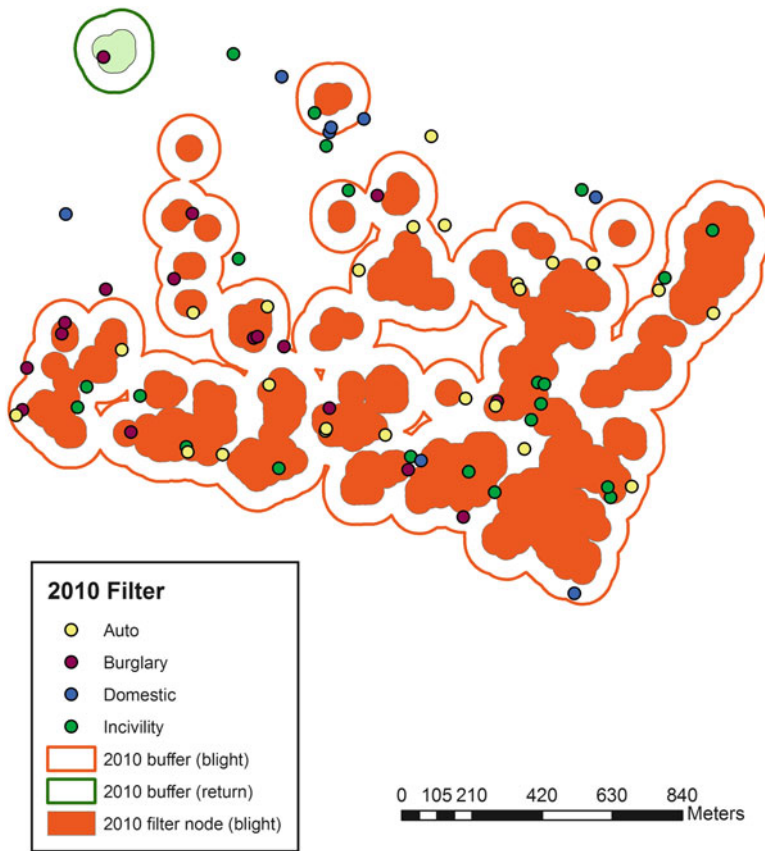 2010 Filter
Auto
Burglary
Domestic
Incivility
2010 buffer (blight)
2010 buffer (return)
2010 filter node (blight)
0 105 210 420 630 840
Meters